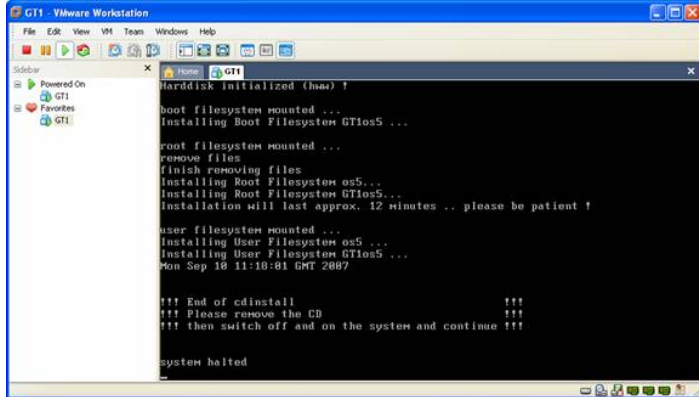 GT1 - VMware Workstation
File Edit View VM Team Windows Help
Sidebar
Home GT1
Powered On
GT1
Favorites
GT1
Harddisk initialized (hww) !
boot filesystem mounted ...
Installing Boot Filesystem GT1os5 ...
root filesystem mounted ...
remove files
finish removing files
Installing Root Filesystem os5...
Installing Root Filesystem GT1os5...
Installation will last approx. 12 minutes .. please be patient !
user filesystem mounted ...
Installing User Filesystem os5 ...
Installing User Filesystem GT1os5 ...
Mon Sep 10 11:18:01 GMT 2007
!!! End of cdinstall !!!
!!! Please remove the CD !!!
!!! then switch off and on the system and continue !!!
system halted